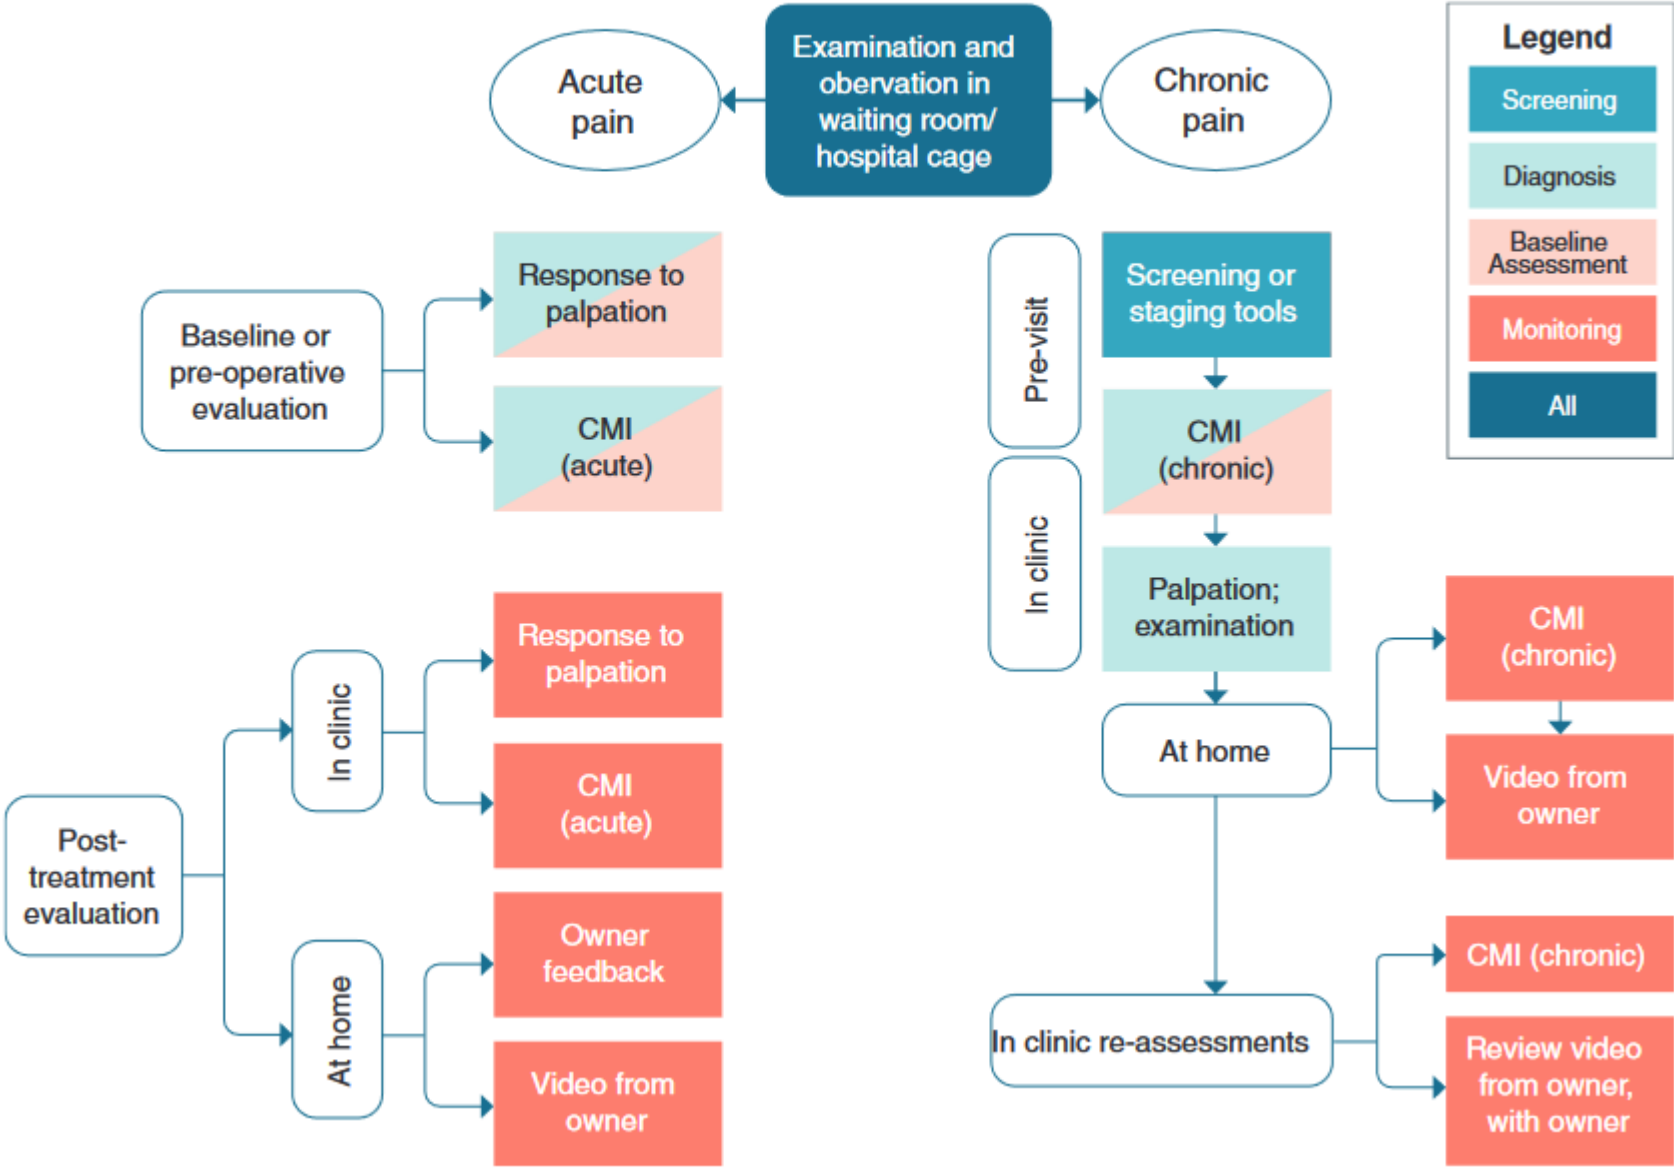 Acute
pain
Examination and
obervation in
waiting room/
hospital cage
Chronic
pain
Legend
Screening
Diagnosis
Baseline
Assessment
Monitoring
All
Baseline or
pre-operative
evaluation
Response to
palpation
CMI
(acute)
Post-
treatment
evaluation
In clinic
Response to
palpation
CMI
(acute)
At home
Owner
feedback
Video from
owner
Pre-visit
Screening or
staging tools
CMI
(chronic)
In clinic
Palpation;
examination
At home
CMI
(chronic)
Video from
owner
In clinic re-assessments
CMI (chronic)
Review video
from owner,
with owner